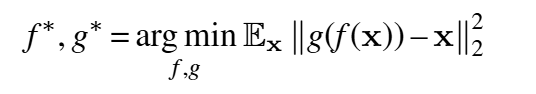 f*, g* = arg min 𝔼ₓ ‖g(f(x)) – x‖₂²
f,g